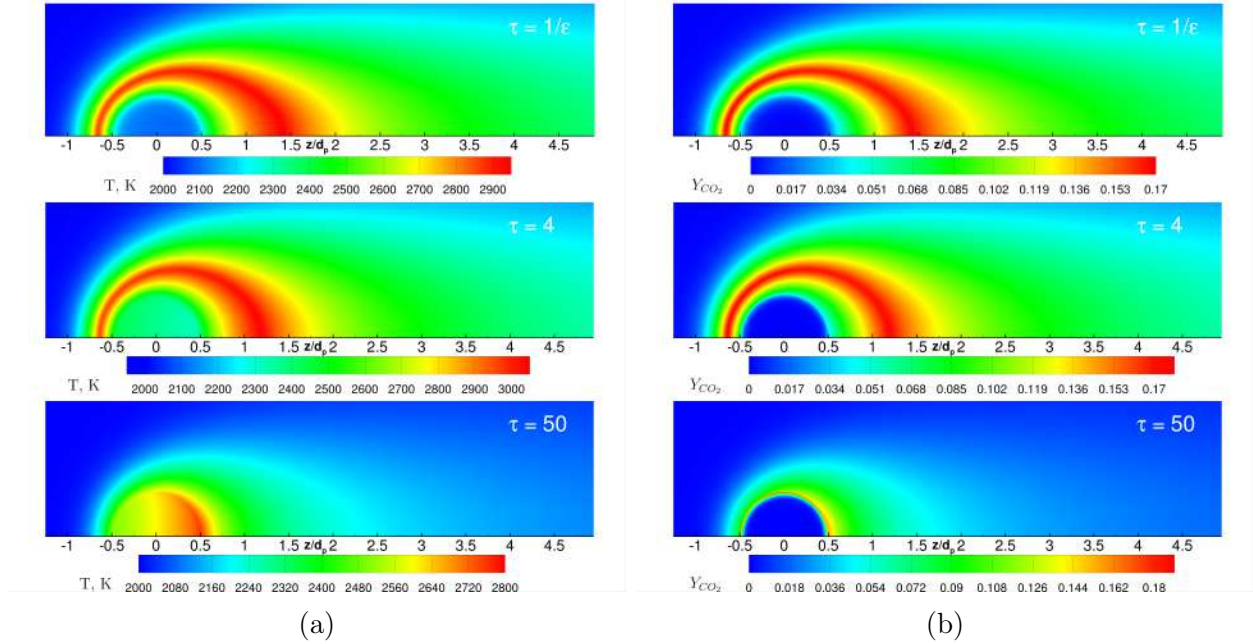 τ = 1/ε
-1 -0.5 0 0.5 1 1.5 z/dp 2 2.5 3 3.5 4 4.5
T, K 2000 2100 2200 2300 2400 2500 2600 2700 2800 2900
τ = 4
-1 -0.5 0 0.5 1 1.5 z/dp 2 2.5 3 3.5 4 4.5
T, K 2000 2100 2200 2300 2400 2500 2600 2700 2800 2900 3000
τ = 50
-1 -0.5 0 0.5 1 1.5 z/dp 2 2.5 3 3.5 4 4.5
T, K 2000 2080 2160 2240 2320 2400 2480 2560 2640 2720 2800
(a)
τ = 1/ε
-1 -0.5 0 0.5 1 1.5 z/dp 2 2.5 3 3.5 4 4.5
YCO2 0 0.017 0.034 0.051 0.068 0.085 0.102 0.119 0.136 0.153 0.17
τ = 4
-1 -0.5 0 0.5 1 1.5 z/dp 2 2.5 3 3.5 4 4.5
YCO2 0 0.017 0.034 0.051 0.068 0.085 0.102 0.119 0.136 0.153 0.17
τ = 50
-1 -0.5 0 0.5 1 1.5 z/dp 2 2.5 3 3.5 4 4.5
YCO2 0 0.018 0.036 0.054 0.072 0.09 0.108 0.126 0.144 0.162 0.18
(b)